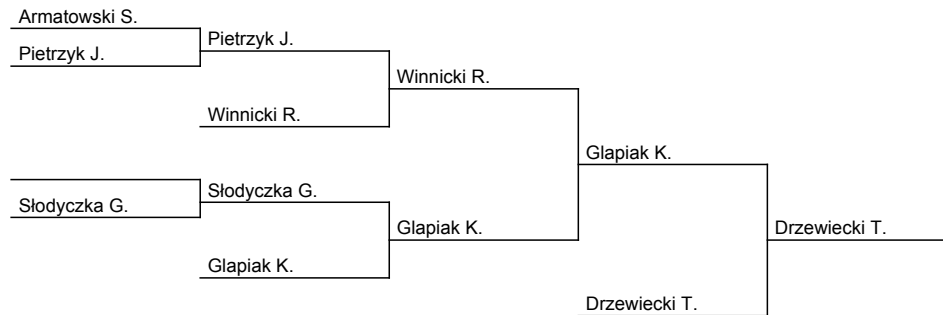 Armatowski S.
Pietrzyk J.
Pietrzyk J.
Winnicki R.
Winnicki R.
Glapiak K.
Słodyczka G.
Słodyczka G.
Glapiak K.
Drzewiecki T.
Glapiak K.
Drzewiecki T.